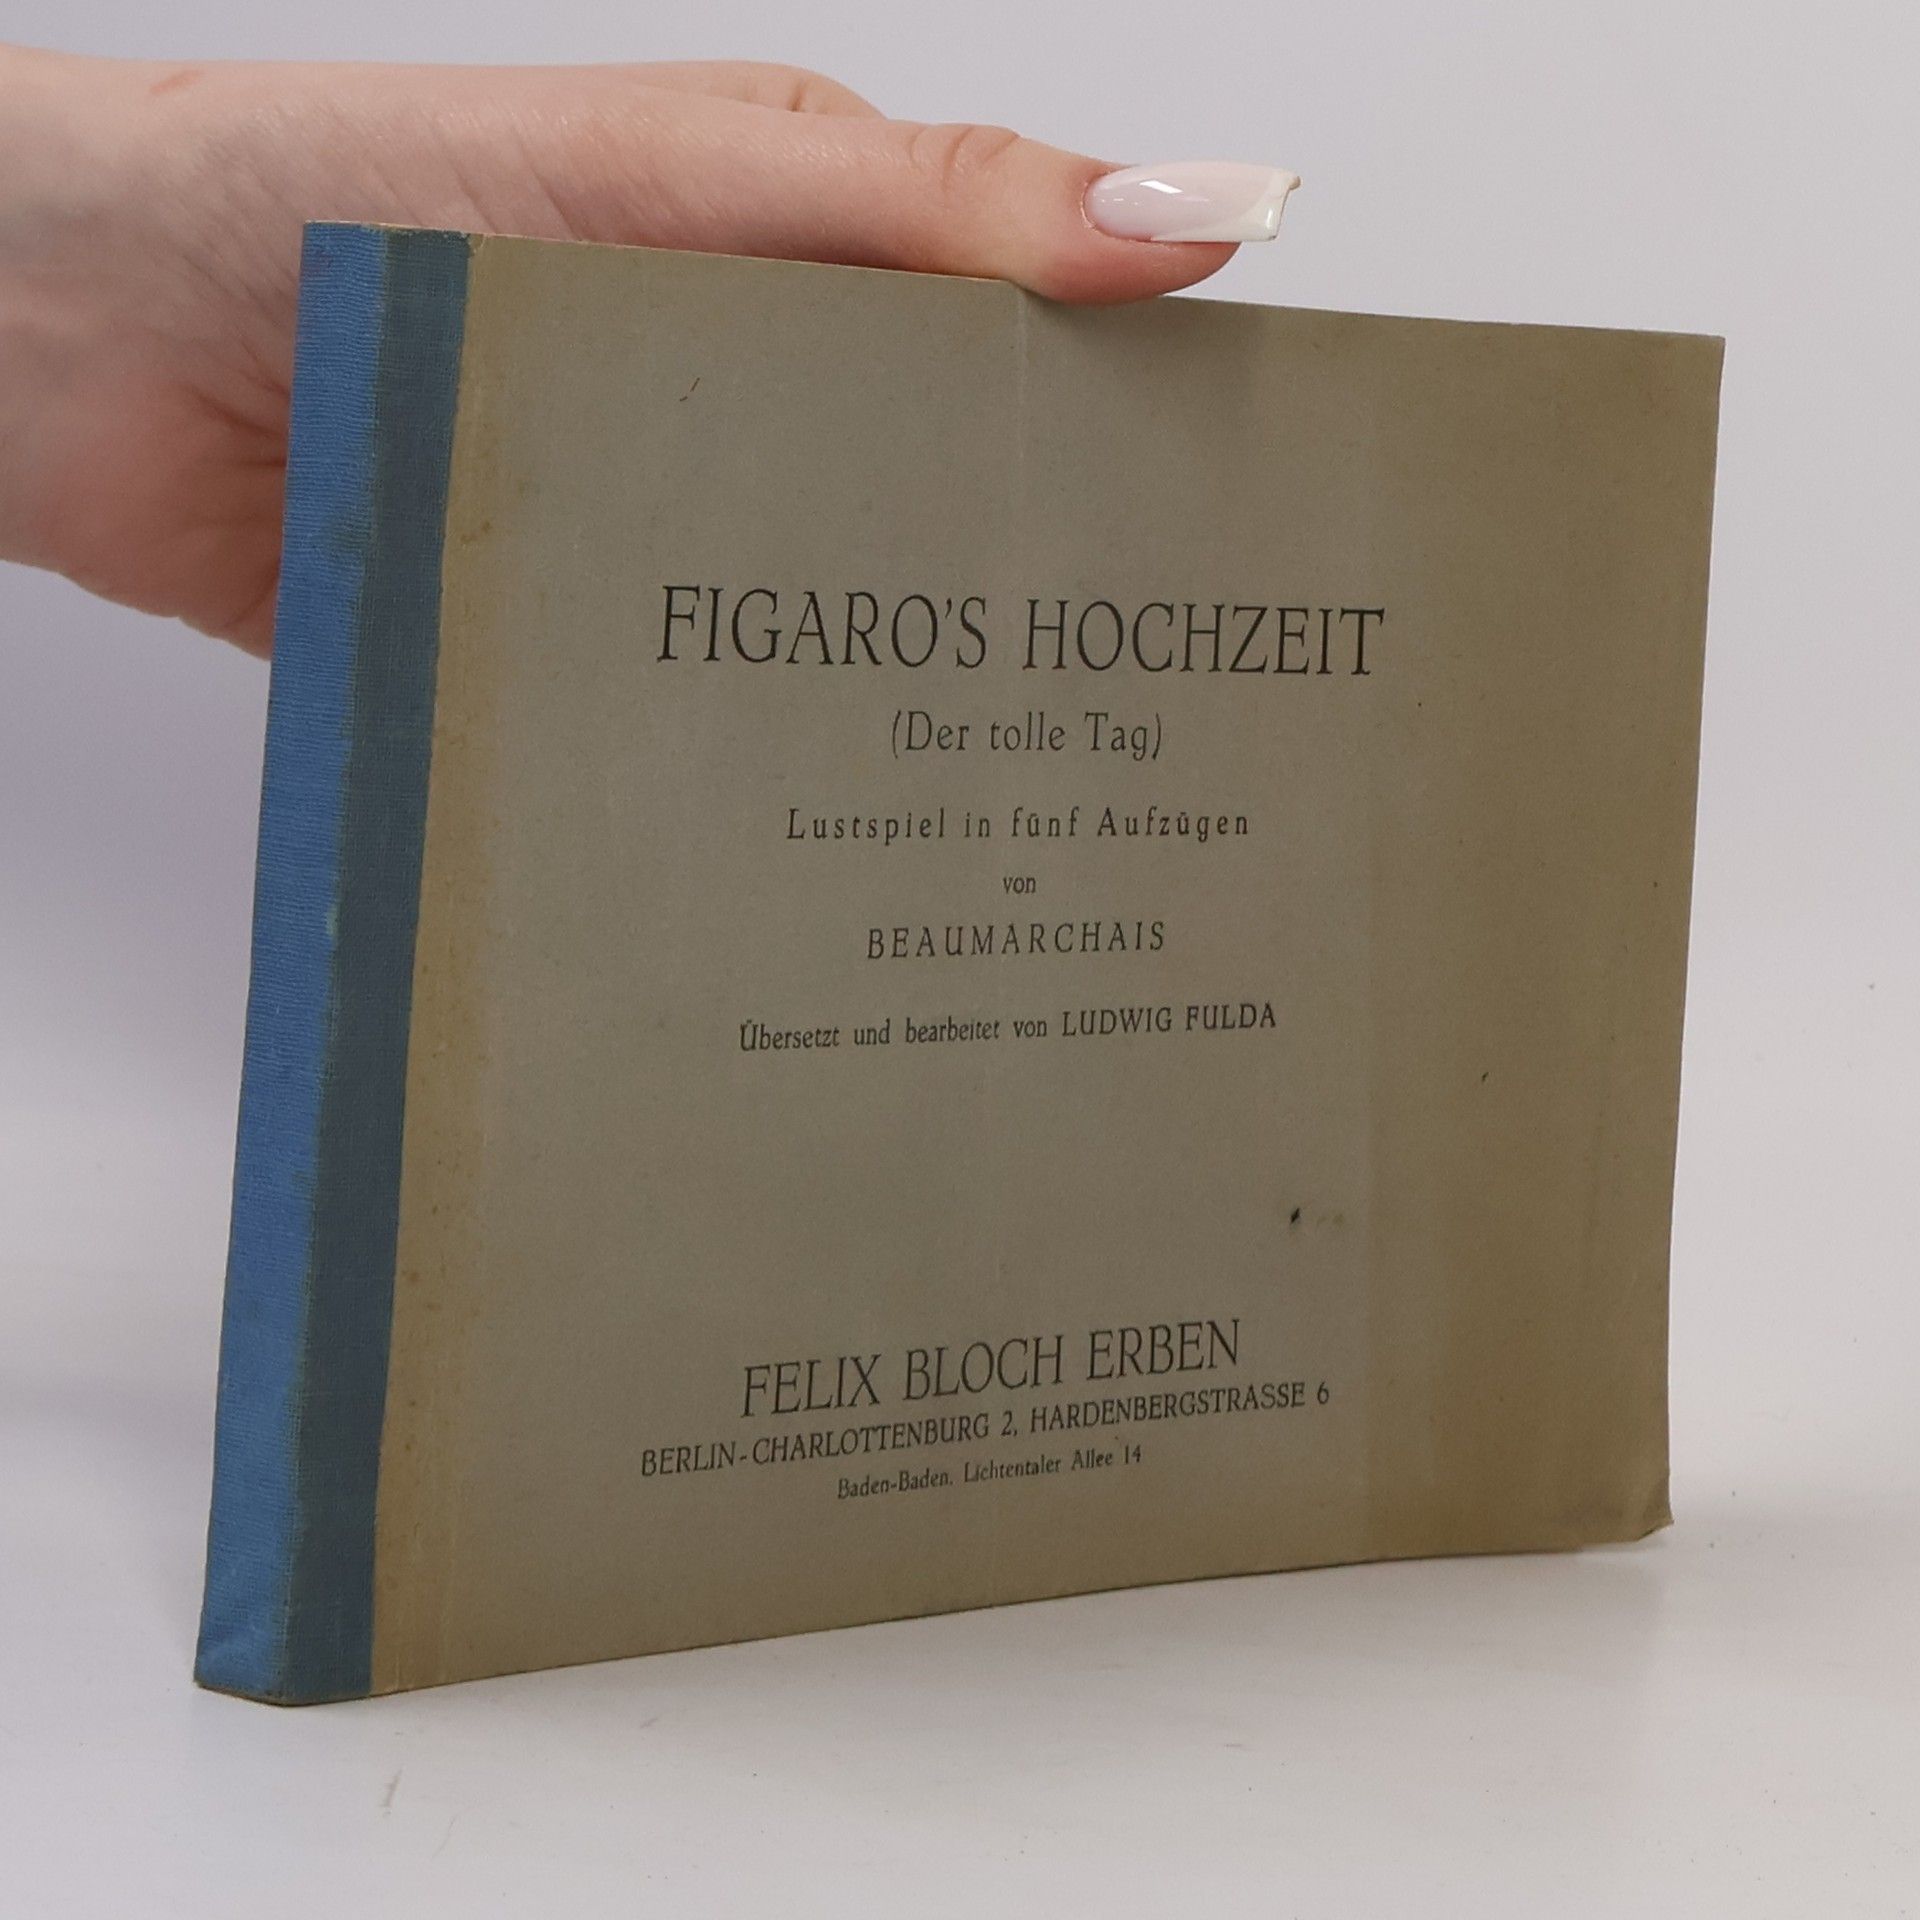 FIGARO'S HOCHZEIT
(Der tolle Tag)
Lustspiel in fünf Aufzügen
von
BEAUMARCHAIS
Übersetzt und bearbeitet von LUDWIG FULDA
FELIX BLOCH ERBEN
BERLIN-CHARLOTTENBURG 2, HARDENBERGSTRASSE 6
Baden-Baden, Lichtentaler Allee 14